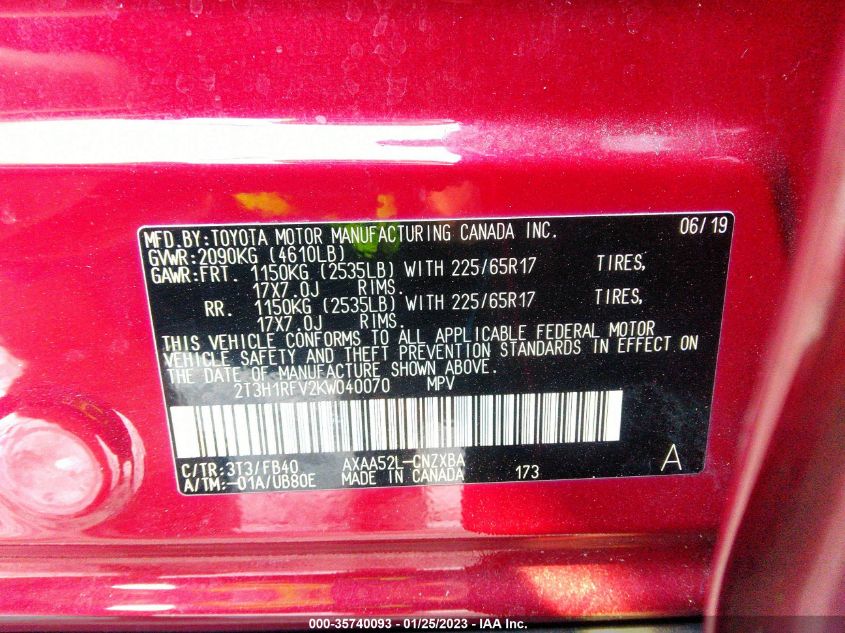 MFD.BY:TOYOTA MOTOR MANUFACTURING CANADA INC. 06/19
GVWR:2090KG (4610LB)
GAWR:FRT. 1150KG (2535LB) WITH 225/65R17 TIRES,
17X7.0J RIMS.
RR. 1150KG (2535LB) WITH 225/65R17 TIRES,
17X7.0J RIMS.
THIS VEHICLE CONFORMS TO ALL APPLICABLE FEDERAL MOTOR
VEHICLE SAFETY AND THEFT PREVENTION STANDARDS IN EFFECT ON
THE DATE OF MANUFACTURE SHOWN ABOVE.
2T3H1RFV2KW040070 MPV
C/TR:3T3/FB40 AXAA52L-CNZXBA
A/TM:-01A/UB80E MADE IN CANADA 173 A
000-35740093 - 01/25/2023 - IAA Inc.